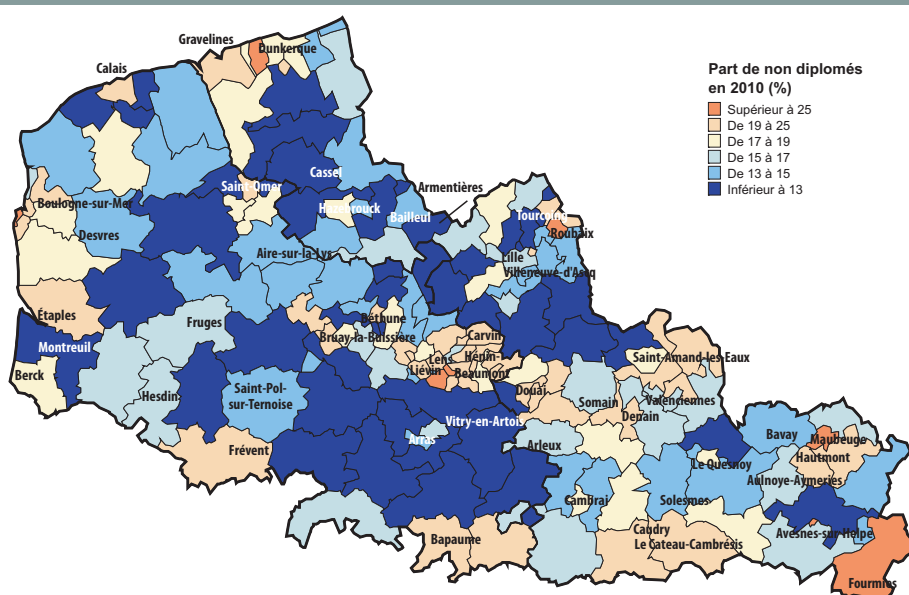 Gravelines
Dunkerque
Calais
Part de non diplomés
en 2010 (%)
Supérieur à 25
De 19 à 25
De 17 à 19
De 15 à 17
De 13 à 15
Inférieur à 13
Cassel
Saint-Omer
Armentières
Boulogne-sur-Mer
Hazebrouck
Bailleul
Tourcoing
Desvres
Roubaix
Aire-sur-la-Lys
Lille
Villeneuve-d'Ascq
Étaples
Fruges
Béthune
Bruay-la-Buissière
Carvin
Montreuil
Lens
Hénin-
Beaumont
Saint-Amand-les-Eaux
Berck
Liévin
Hesdin
Saint-Pol-
sur-Ternoise
Douai
Somain
Valenciennes
Denain
Vitry-en-Artois
Arras
Arleux
Bavay
Maubeuge
Frévent
Hautmont
Le Quesnoy
Aulnoye-Aymeries
Cambrai
Solesmes
Bapaume
Caudry
Le Cateau-Cambrésis
Avesnes-sur-Helpe
Fourmies